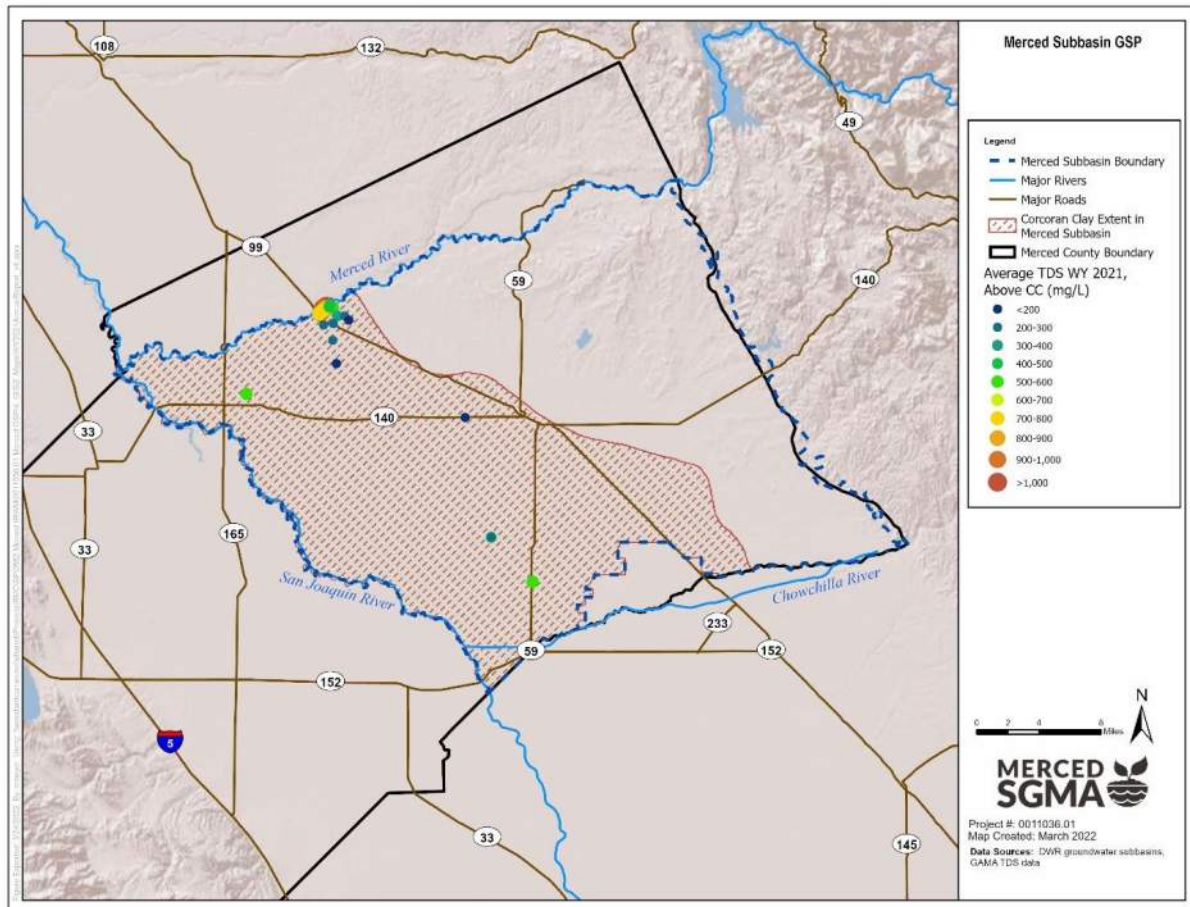 Merced Subbasin GSP
Legend
Merced Subbasin Boundary
Major Rivers
Major Roads
Corcoran Clay Extent in
Merced Subbasin
Merced County Boundary
Average TDS WY 2021,
Above CC (mg/L)
<200
200-300
300-400
400-500
500-600
600-700
700-800
800-900
900-1,000
>1,000
N
0 2 4 8
Miles
MERCED
SGMA
Project #: 0011036.01
Map Created: March 2022
Data Sources: DWR groundwater subbasins,
GAMA TDS data
108
132
49
99
Merced River
59
140
140
33
165
33
San Joaquin River
Chowchilla River
233
59
152
152
5
33
145